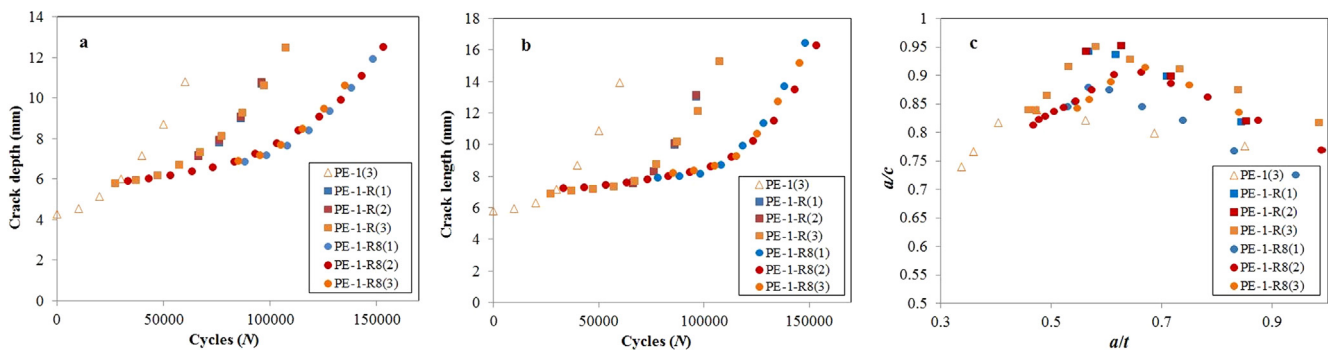 a
14
12
10
8
6
4
2
0
Crack depth (mm)
0
50000
100000
150000
Cycles (N)
PE-1(3)
PE-1-R(1)
PE-1-R(2)
PE-1-R(3)
PE-1-R8(1)
PE-1-R8(2)
PE-1-R8(3)
b
18
16
14
12
10
8
6
4
2
0
Crack length (mm)
0
50000
100000
150000
Cycles (N)
PE-1(3)
PE-1-R(1)
PE-1-R(2)
PE-1-R(3)
PE-1-R8(1)
PE-1-R8(2)
PE-1-R8(3)
c
1
0.95
0.9
0.85
0.8
0.75
0.7
0.65
0.6
0.55
0.5
a/c
0.3
0.5
0.7
0.9
a/t
PE-1(3)
PE-1-R(1)
PE-1-R(2)
PE-1-R(3)
PE-1-R8(1)
PE-1-R8(2)
PE-1-R8(3)